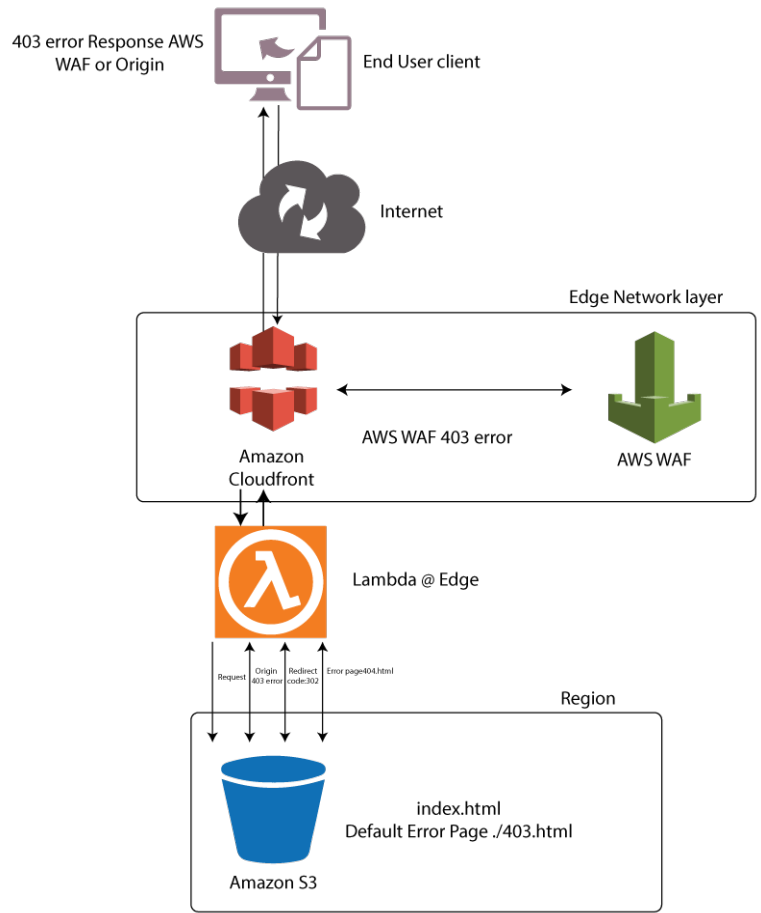 403 error Response AWS
WAF or Origin
End User client
Internet
Edge Network layer
AWS WAF 403 error
Amazon
Cloudfront
AWS WAF
Lambda @ Edge
Request
Origin
403 error
Redirect
code:302
Error page404.html
Region
index.html
Default Error Page ./403.html
Amazon S3